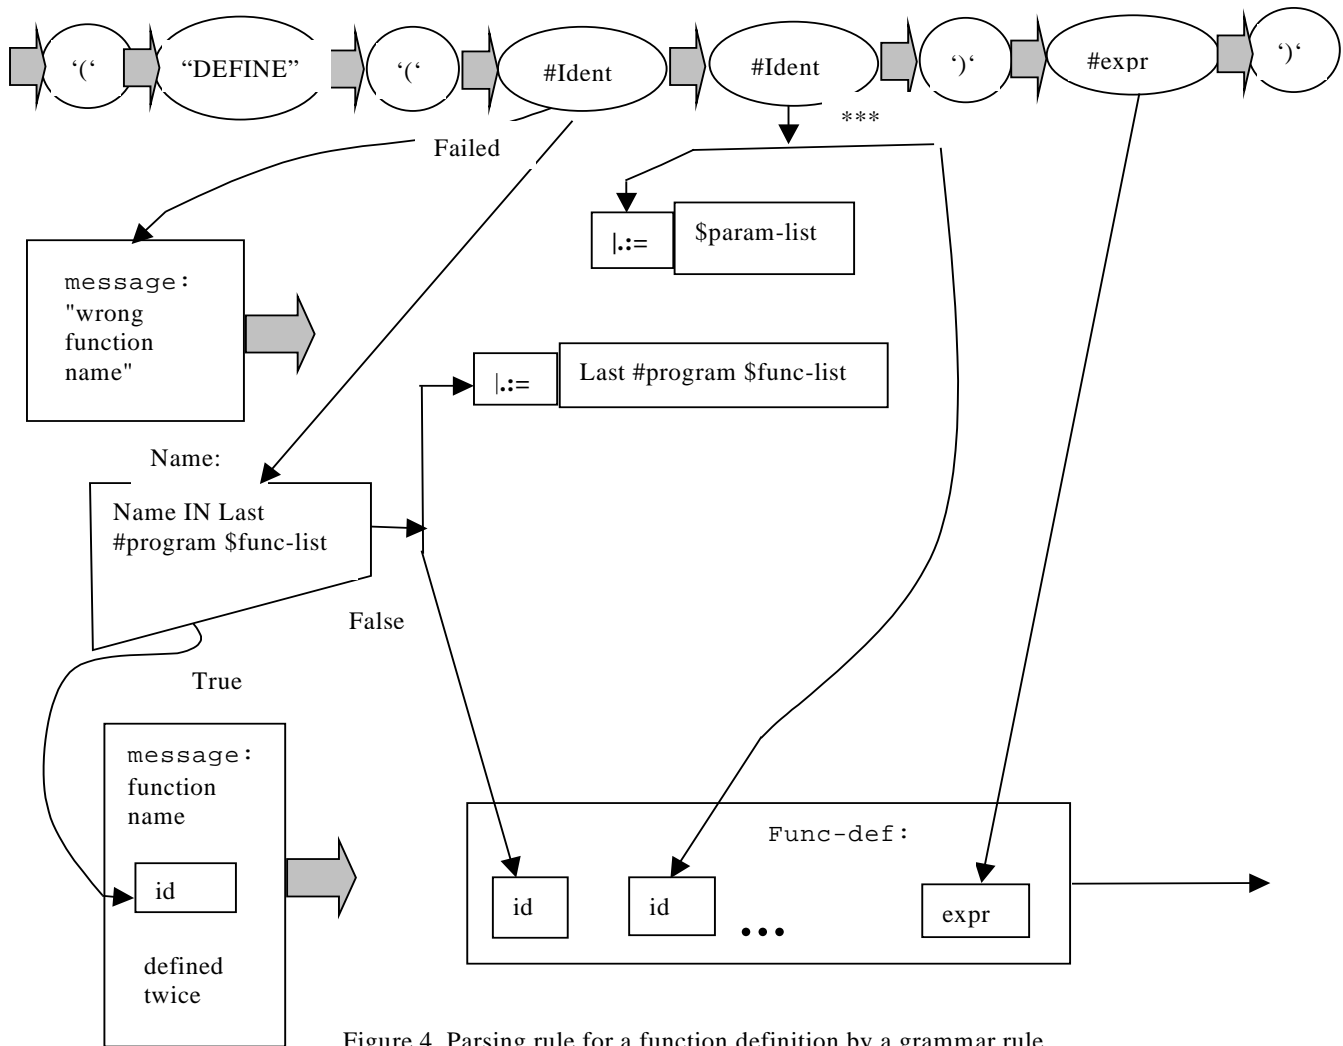 ‘(‘ “DEFINE” ‘(‘ #Ident #Ident ‘)‘ #expr ‘)‘
***
Failed
|.:= $param-list
message:
"wrong
function
name"
|.:= Last #program $func-list
Name:
Name IN Last
#program $func-list
False
True
message:
function
name
id
defined
twice
Func-def:
id id ... expr
Figure 4. Parsing rule for a function definition by a grammar rule